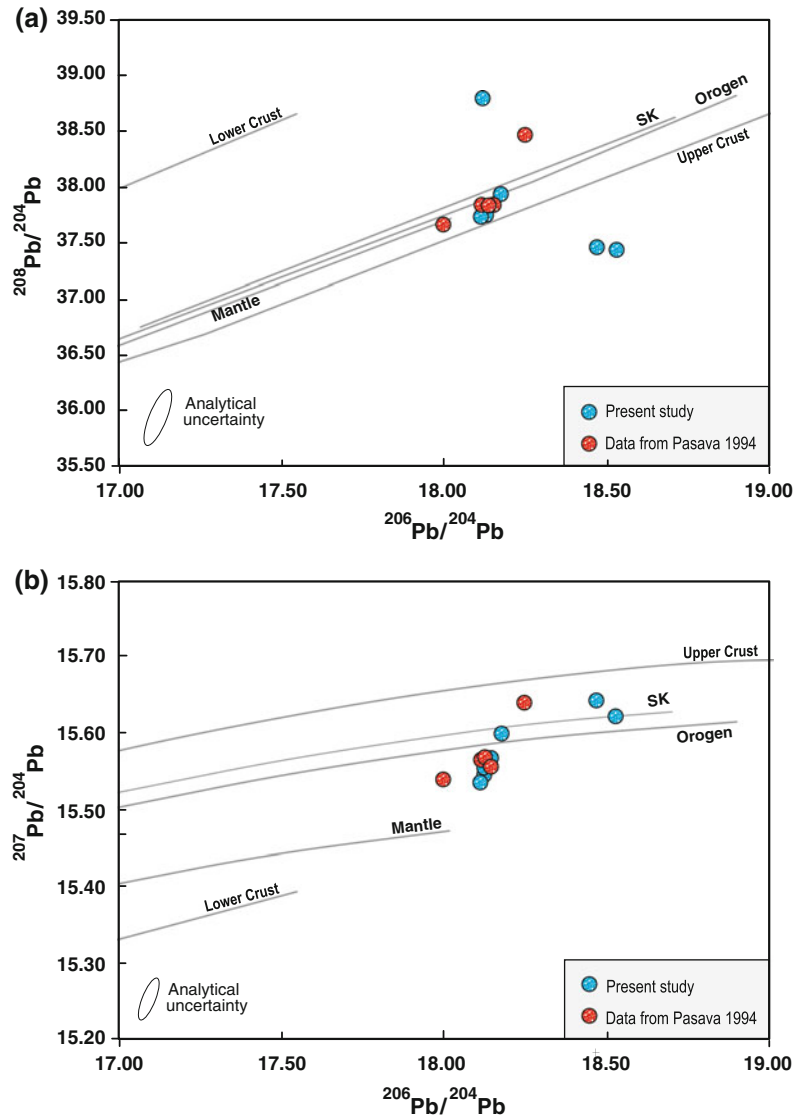 (a)
39.50
39.00
38.50
38.00
37.50
37.00
36.50
36.00
35.50
208Pb/204Pb
Lower Crust
SK
Orogen
Upper Crust
Mantle
Analytical
uncertainty
Present study
Data from Pasava 1994
17.00 17.50 18.00 18.50 19.00
206Pb/204Pb
(b)
15.80
15.70
15.60
15.50
15.40
15.30
15.20
207Pb/204Pb
Upper Crust
SK
Orogen
Mantle
Lower Crust
Analytical
uncertainty
Present study
Data from Pasava 1994
17.00 17.50 18.00 18.50 19.00
206Pb/204Pb